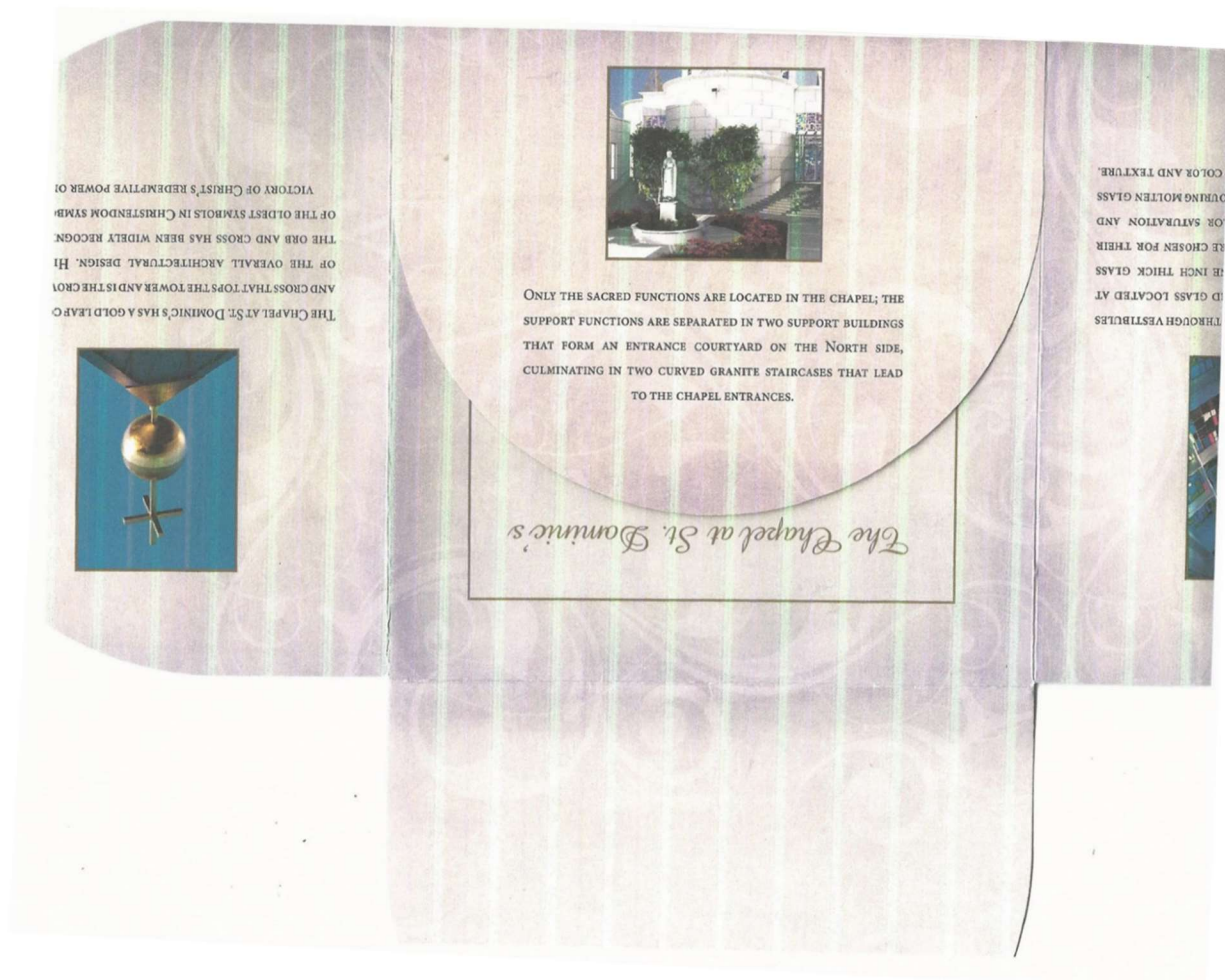 Only the sacred functions are located in the chapel; the
support functions are separated in two support buildings
that form an entrance courtyard on the North side,
culminating in two curved granite staircases that lead
to the chapel entrances.
The Chapel at St. Dominic's
The Chapel at St. Dominic's has a gold leaf
and cross that tops the tower and is the
of the overall architectural design.
the orb and cross has been widely
of the oldest symbols in Christendom
victory of Christ's redemptive power
through vestibules
glass located at
inch thick glass
chosen for their
saturation and
molten glass
color and texture.